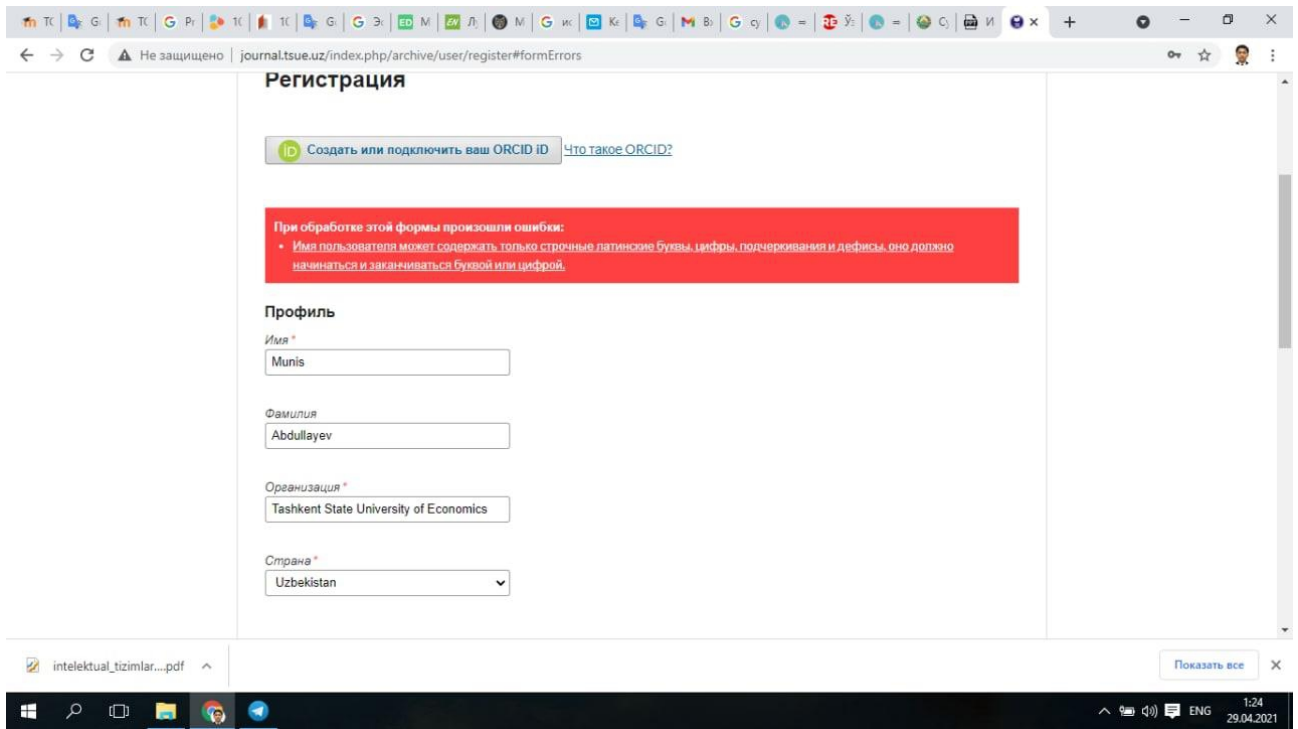 Не защищено
journal.tsue.uz/index.php/archive/user/register#formErrors
Регистрация
Создать или подключить ваш ORCID iD Что такое ORCID?
При обработке этой формы произошли ошибки:
Имя пользователя может содержать только строчные латинские буквы, цифры, подчеркивания и дефисы, оно должно
начинаться и заканчиваться буквой или цифрой.
Профиль
Имя *
Munis
Фамилия
Abdullayev
Организация *
Tashkent State University of Economics
Страна *
Uzbekistan
intelektual_tizimlar....pdf
Показать все
ENG
1:24
29.04.2021